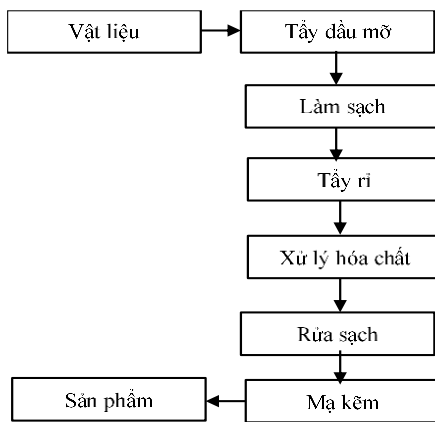 Vật liệu
Tẩy dầu mỡ
Làm sạch
Tẩy rỉ
Xử lý hóa chất
Rửa sạch
Mạ kẽm
Sản phẩm